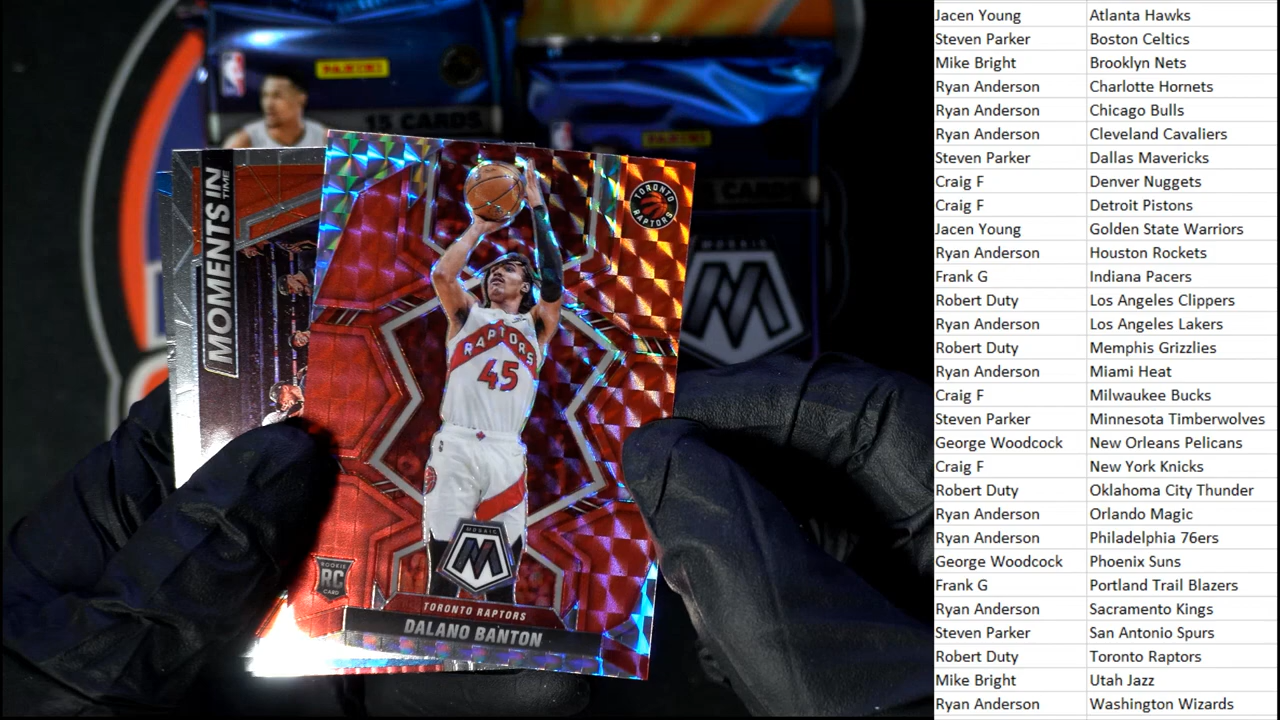 PANINI
15 CARDS
PANINI
CARDS
MOSAIC
MOMENTS IN
TIME
TORONTO
RAPTORS
RAPTORS
45
MOSAIC
ROOKIE
RC
CARD
TORONTO RAPTORS
DALANO BANTON
Jacen Young Atlanta Hawks
Steven Parker Boston Celtics
Mike Bright Brooklyn Nets
Ryan Anderson Charlotte Hornets
Ryan Anderson Chicago Bulls
Ryan Anderson Cleveland Cavaliers
Steven Parker Dallas Mavericks
Craig F Denver Nuggets
Craig F Detroit Pistons
Jacen Young Golden State Warriors
Ryan Anderson Houston Rockets
Frank G Indiana Pacers
Robert Duty Los Angeles Clippers
Ryan Anderson Los Angeles Lakers
Robert Duty Memphis Grizzlies
Ryan Anderson Miami Heat
Craig F Milwaukee Bucks
Steven Parker Minnesota Timberwolves
George Woodcock New Orleans Pelicans
Craig F New York Knicks
Robert Duty Oklahoma City Thunder
Ryan Anderson Orlando Magic
Ryan Anderson Philadelphia 76ers
George Woodcock Phoenix Suns
Frank G Portland Trail Blazers
Ryan Anderson Sacramento Kings
Steven Parker San Antonio Spurs
Robert Duty Toronto Raptors
Mike Bright Utah Jazz
Ryan Anderson Washington Wizards